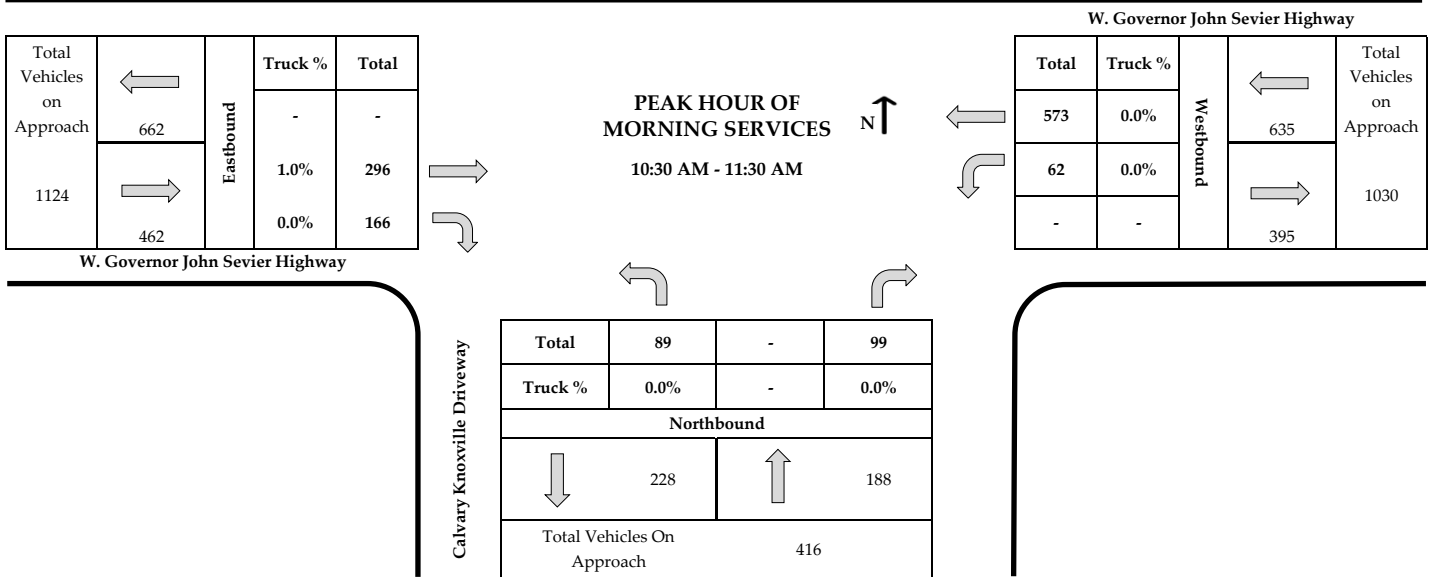 W. Governor John Sevier Highway
Total Vehicles on Approach
1124
662
462
Eastbound
Truck % Total
- -
1.0% 296
0.0% 166
W. Governor John Sevier Highway
PEAK HOUR OF
MORNING SERVICES
N
10:30 AM - 11:30 AM
Total Truck %
573 0.0%
62 0.0%
- -
Westbound
635
395
Total Vehicles on Approach
1030
Calvary Knoxville Driveway
Total 89 - 99
Truck % 0.0% - 0.0%
Northbound
228 188
Total Vehicles On
Approach
416